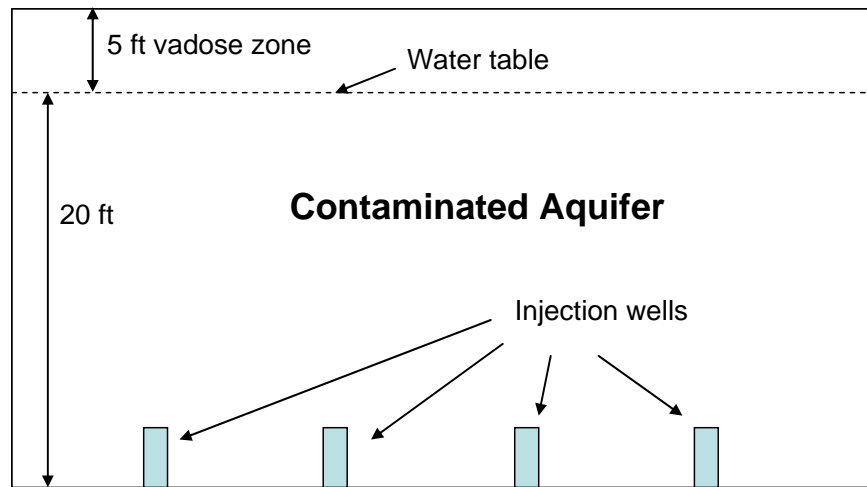 5 ft vadose zone
Water table
20 ft
Contaminated Aquifer
Injection wells